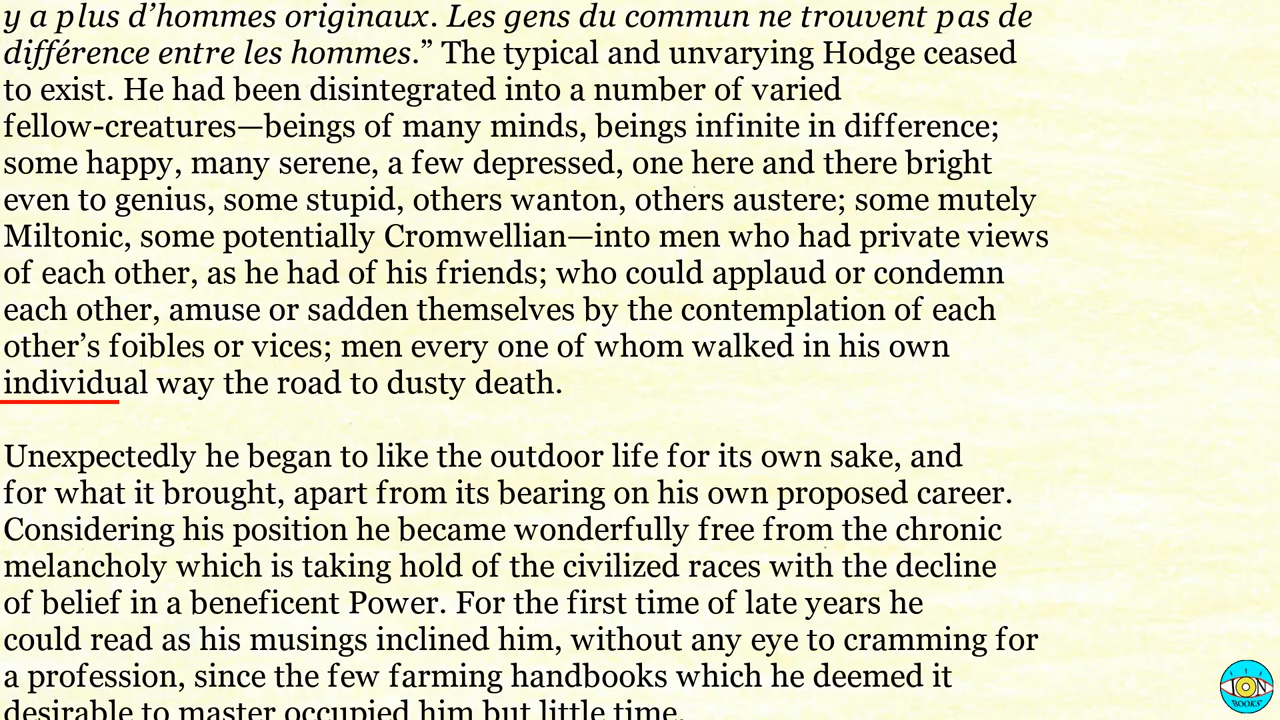 y a plus d’hommes originaux. Les gens du commun ne trouvent pas de
différence entre les hommes.” The typical and unvarying Hodge ceased
to exist. He had been disintegrated into a number of varied
fellow-creatures—beings of many minds, beings infinite in difference;
some happy, many serene, a few depressed, one here and there bright
even to genius, some stupid, others wanton, others austere; some mutely
Miltonic, some potentially Cromwellian—into men who had private views
of each other, as he had of his friends; who could applaud or condemn
each other, amuse or sadden themselves by the contemplation of each
other’s foibles or vices; men every one of whom walked in his own
individual way the road to dusty death.
Unexpectedly he began to like the outdoor life for its own sake, and
for what it brought, apart from its bearing on his own proposed career.
Considering his position he became wonderfully free from the chronic
melancholy which is taking hold of the civilized races with the decline
of belief in a beneficent Power. For the first time of late years he
could read as his musings inclined him, without any eye to cramming for
a profession, since the few farming handbooks which he deemed it
desirable to master occupied him but little time.
ION
BOOKS